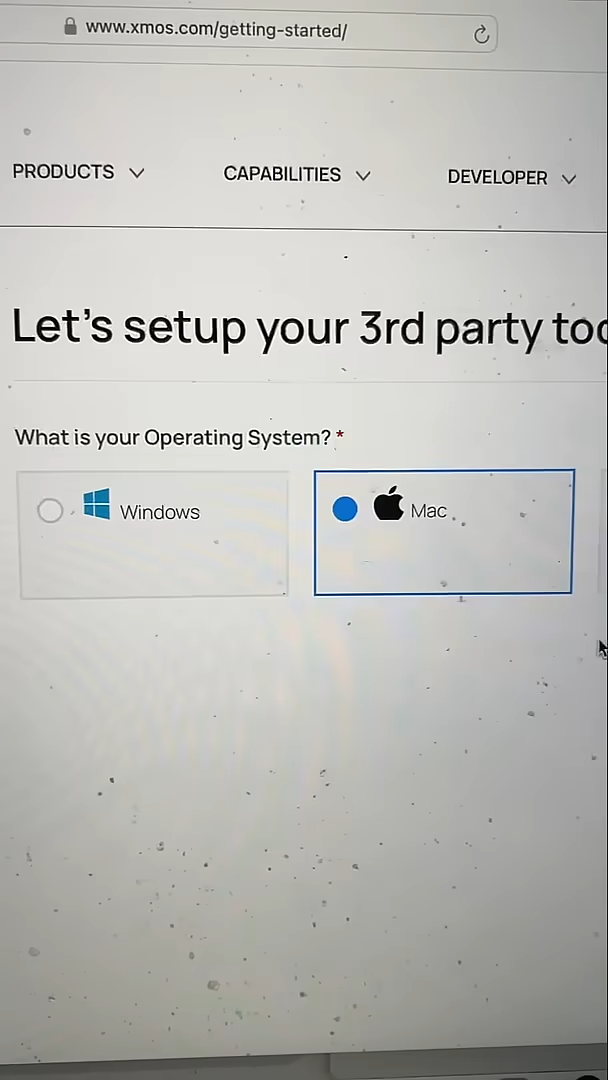 www.xmos.com/getting-started/
PRODUCTS CAPABILITIES DEVELOPER
Let's setup your 3rd party
What is your Operating System? *
Windows Mac